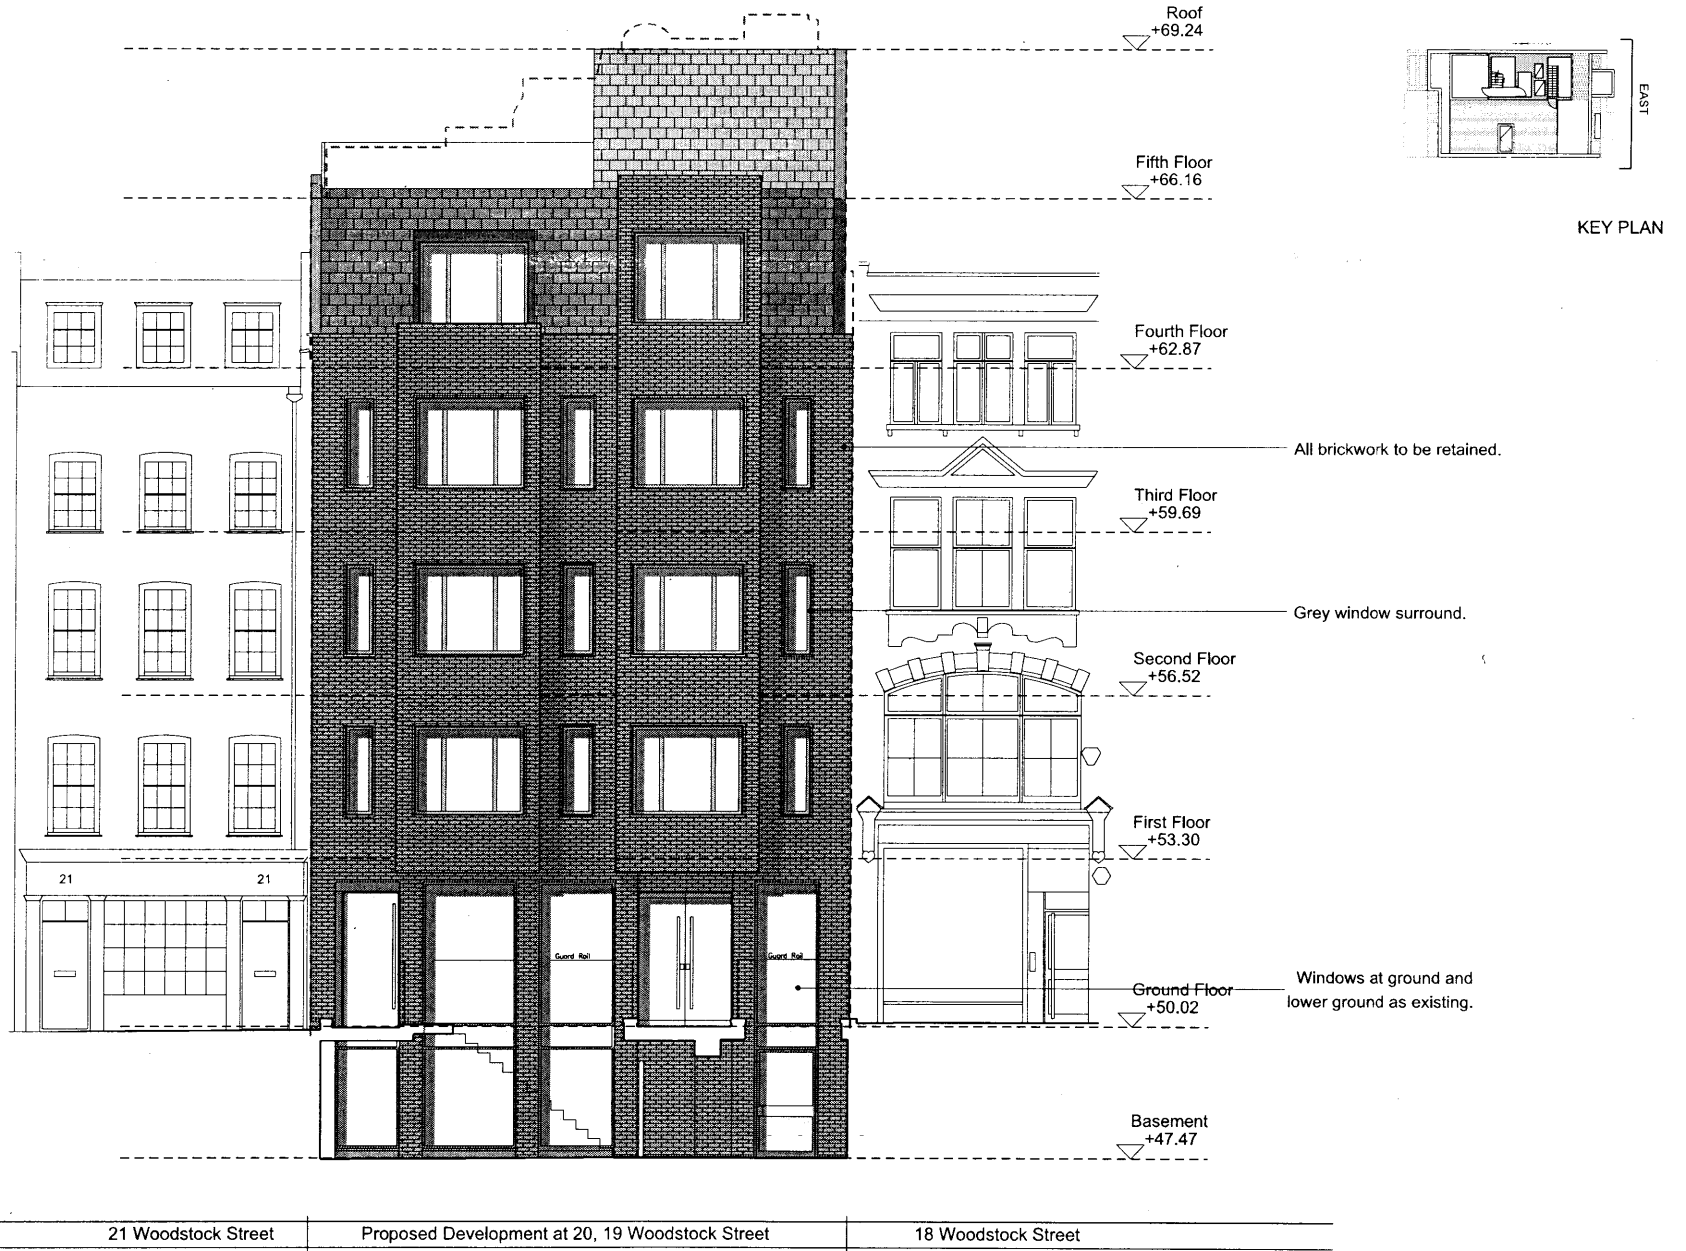 Roof
+69.24
EAST
Fifth Floor
+66.16
KEY PLAN
Fourth Floor
+62.87
All brickwork to be retained.
Third Floor
+59.69
Grey window surround.
Second Floor
+56.52
First Floor
+53.30
21
21
Guard Rail
Guard Rail
Windows at ground and
lower ground as existing.
Ground Floor
+50.02
Basement
+47.47
21 Woodstock Street
Proposed Development at 20, 19 Woodstock Street
18 Woodstock Street